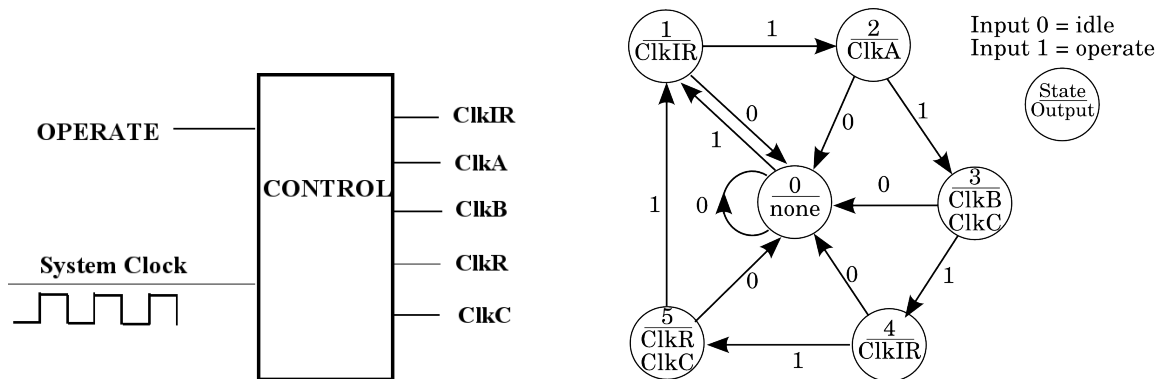 OPERATE
System Clock
CONTROL
ClkIR
ClkA
ClkB
ClkR
ClkC
1
ClkIR
1
2
ClkA
Input 0 = idle
Input 1 = operate
State
Output
0
1
0
1
0
none
0
0
3
ClkB
ClkC
1
0
0
1
5
ClkR
ClkC
1
4
ClkIR